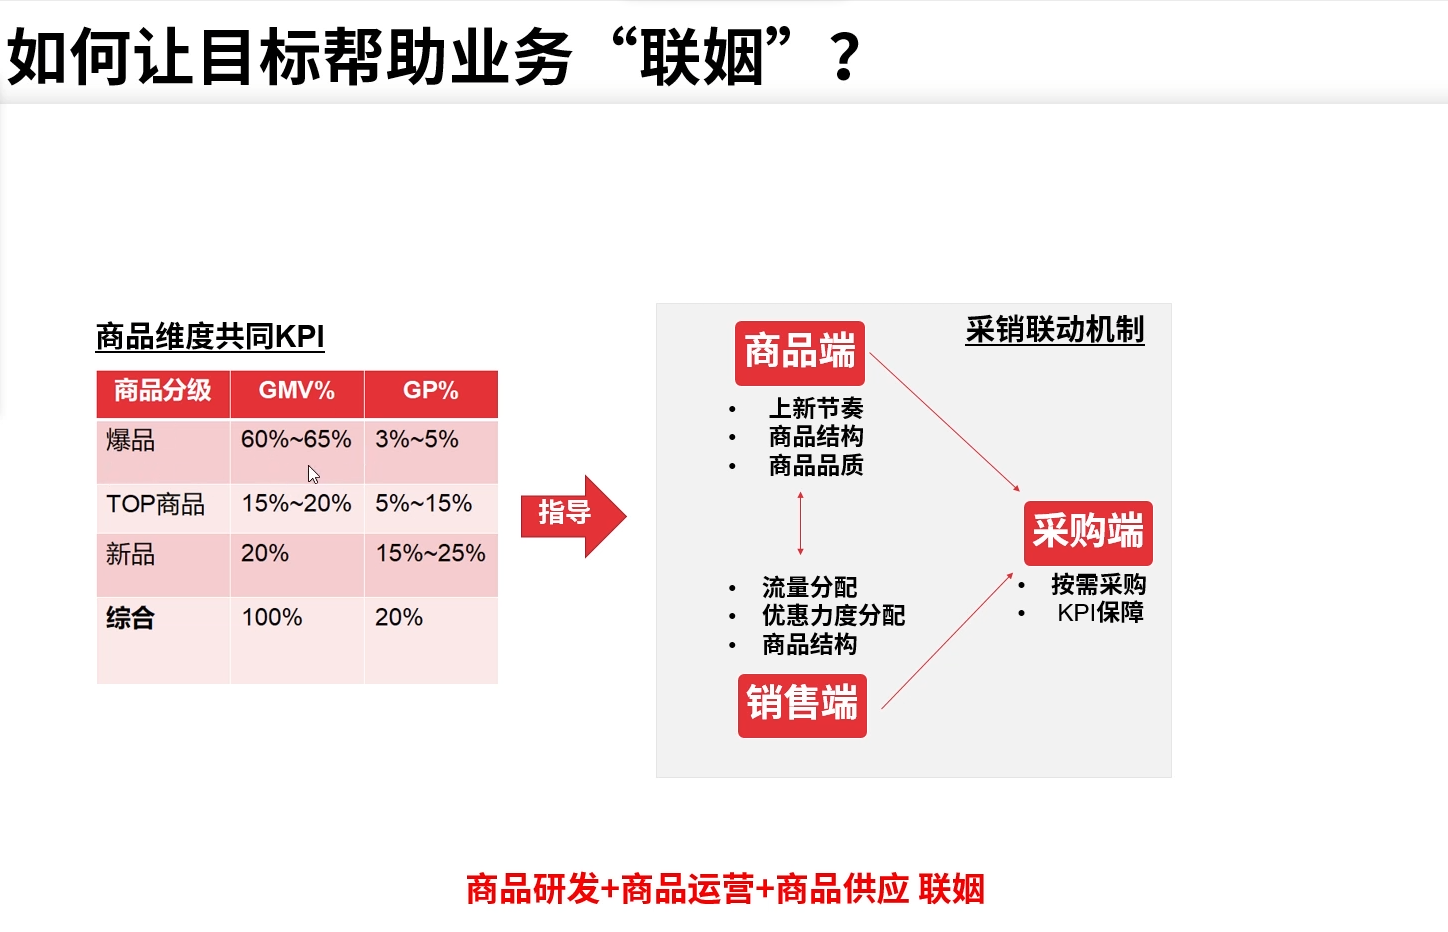 如何让目标帮助业务“联姻”？
商品维度共同KPI
商品分级 GMV% GP%
爆品 60%~65% 3%~5%
TOP商品 15%~20% 5%~15%
新品 20% 15%~25%
综合 100% 20%
指导
采销联动机制
商品端
• 上新节奏
• 商品结构
• 商品品质
• 流量分配
• 优惠力度分配
• 商品结构
销售端
采购端
• 按需采购
• KPI保障
商品研发+商品运营+商品供应 联姻